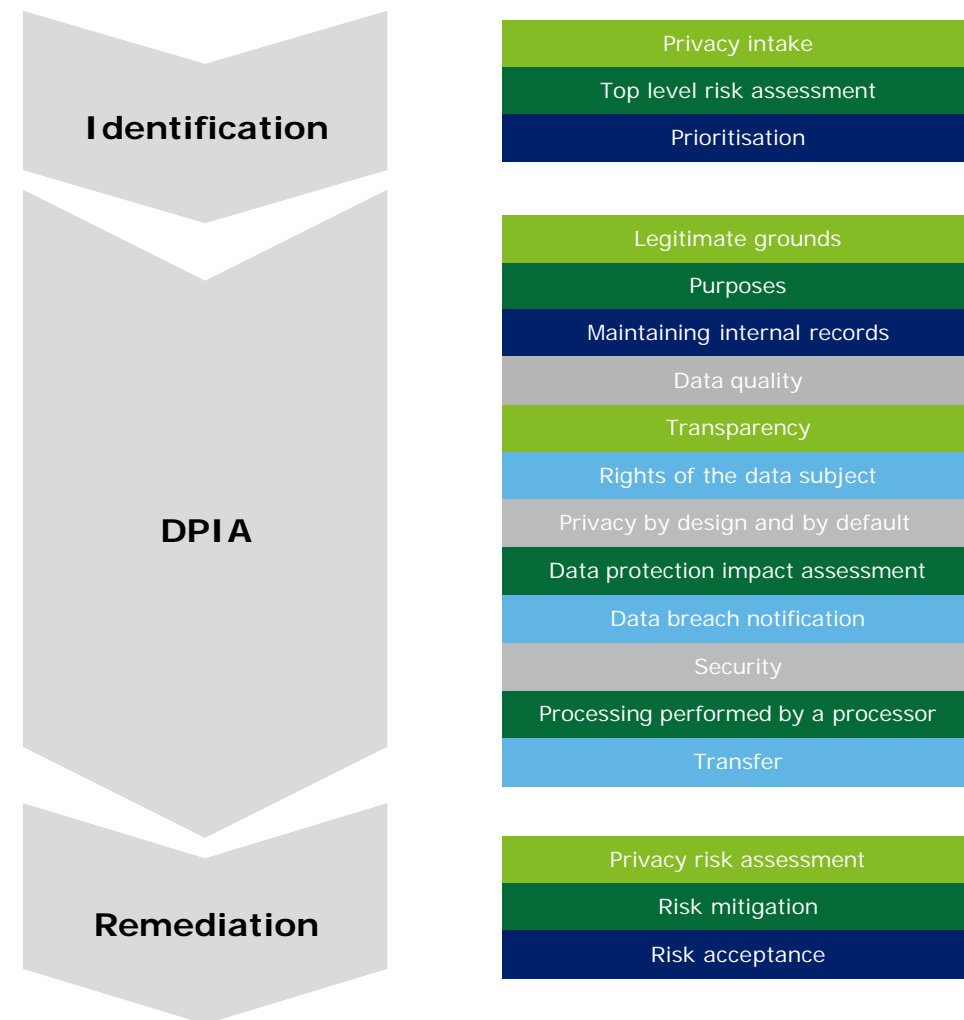 Identification
Privacy intake
Top level risk assessment
Prioritisation
DPIA
Legitimate grounds
Purposes
Maintaining internal records
Data quality
Transparency
Rights of the data subject
Privacy by design and by default
Data protection impact assessment
Data breach notification
Security
Processing performed by a processor
Transfer
Remediation
Privacy risk assessment
Risk mitigation
Risk acceptance